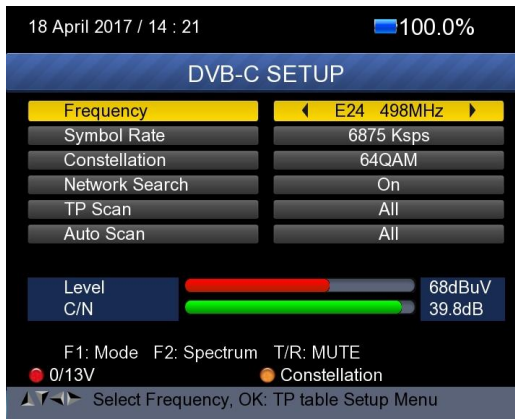 18 April 2017 / 14 : 21 100.0%
DVB-C SETUP
Frequency E24 498MHz
Symbol Rate 6875 Ksps
Constellation 64QAM
Network Search On
TP Scan All
Auto Scan All
Level 68dBuV
C/N 39.8dB
F1: Mode F2: Spectrum T/R: MUTE
0/13V Constellation
Select Frequency, OK: TP table Setup Menu